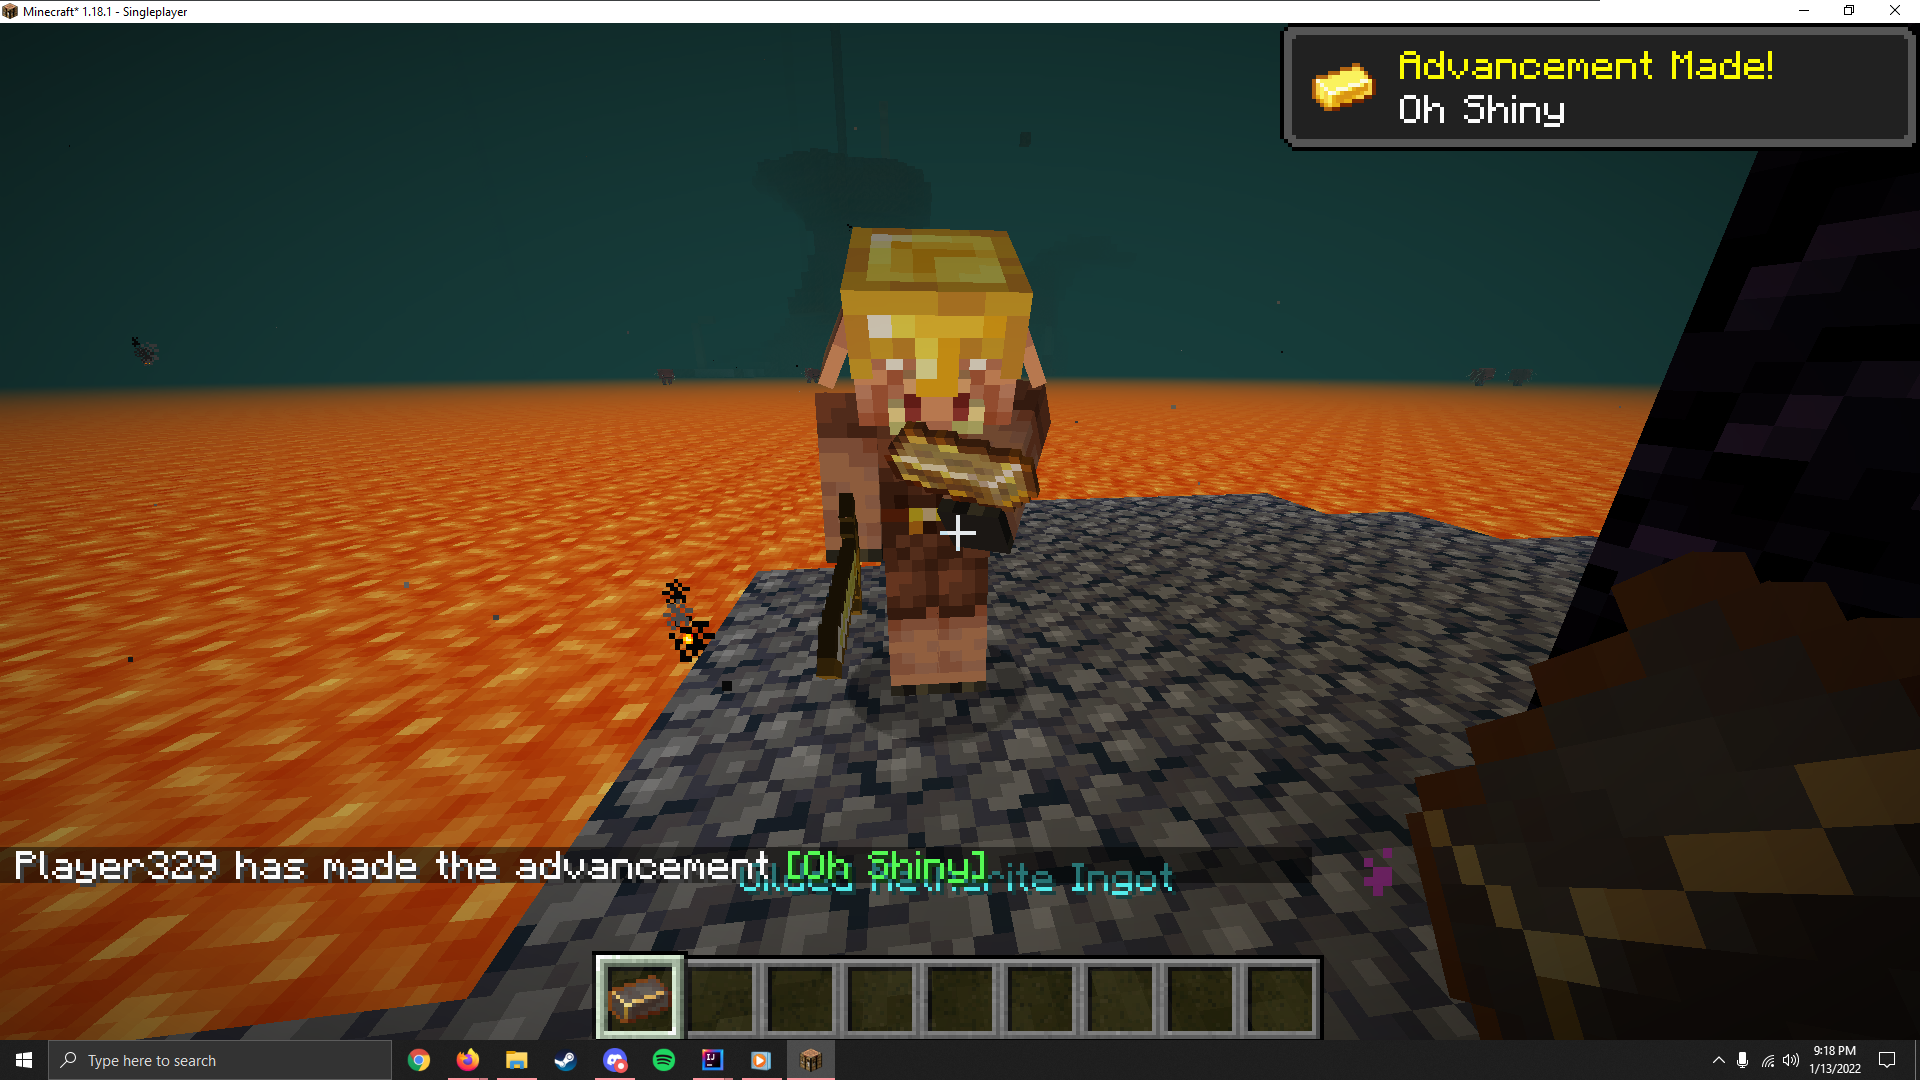 Minecraft* 1.18.1 - Singleplayer
Advancement Made!
Oh Shiny
Player329 has made the advancement [Oh Shiny]
Ingot
Type here to search
IJ
9:18 PM
1/13/2022